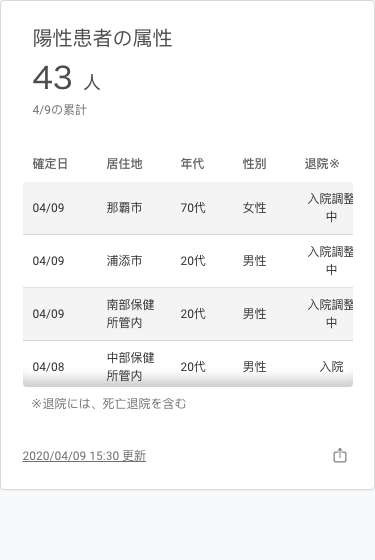 陽性患者の属性
43 人
4/9の累計
確定日 居住地 年代 性別 退院※
04/09 那覇市 70代 女性 入院調整中
04/09 浦添市 20代 男性 入院調整中
04/09 南部保健所管内 20代 男性 入院調整中
04/08 中部保健所管内 20代 男性 入院
※退院には、死亡退院を含む
2020/04/09 15:30 更新